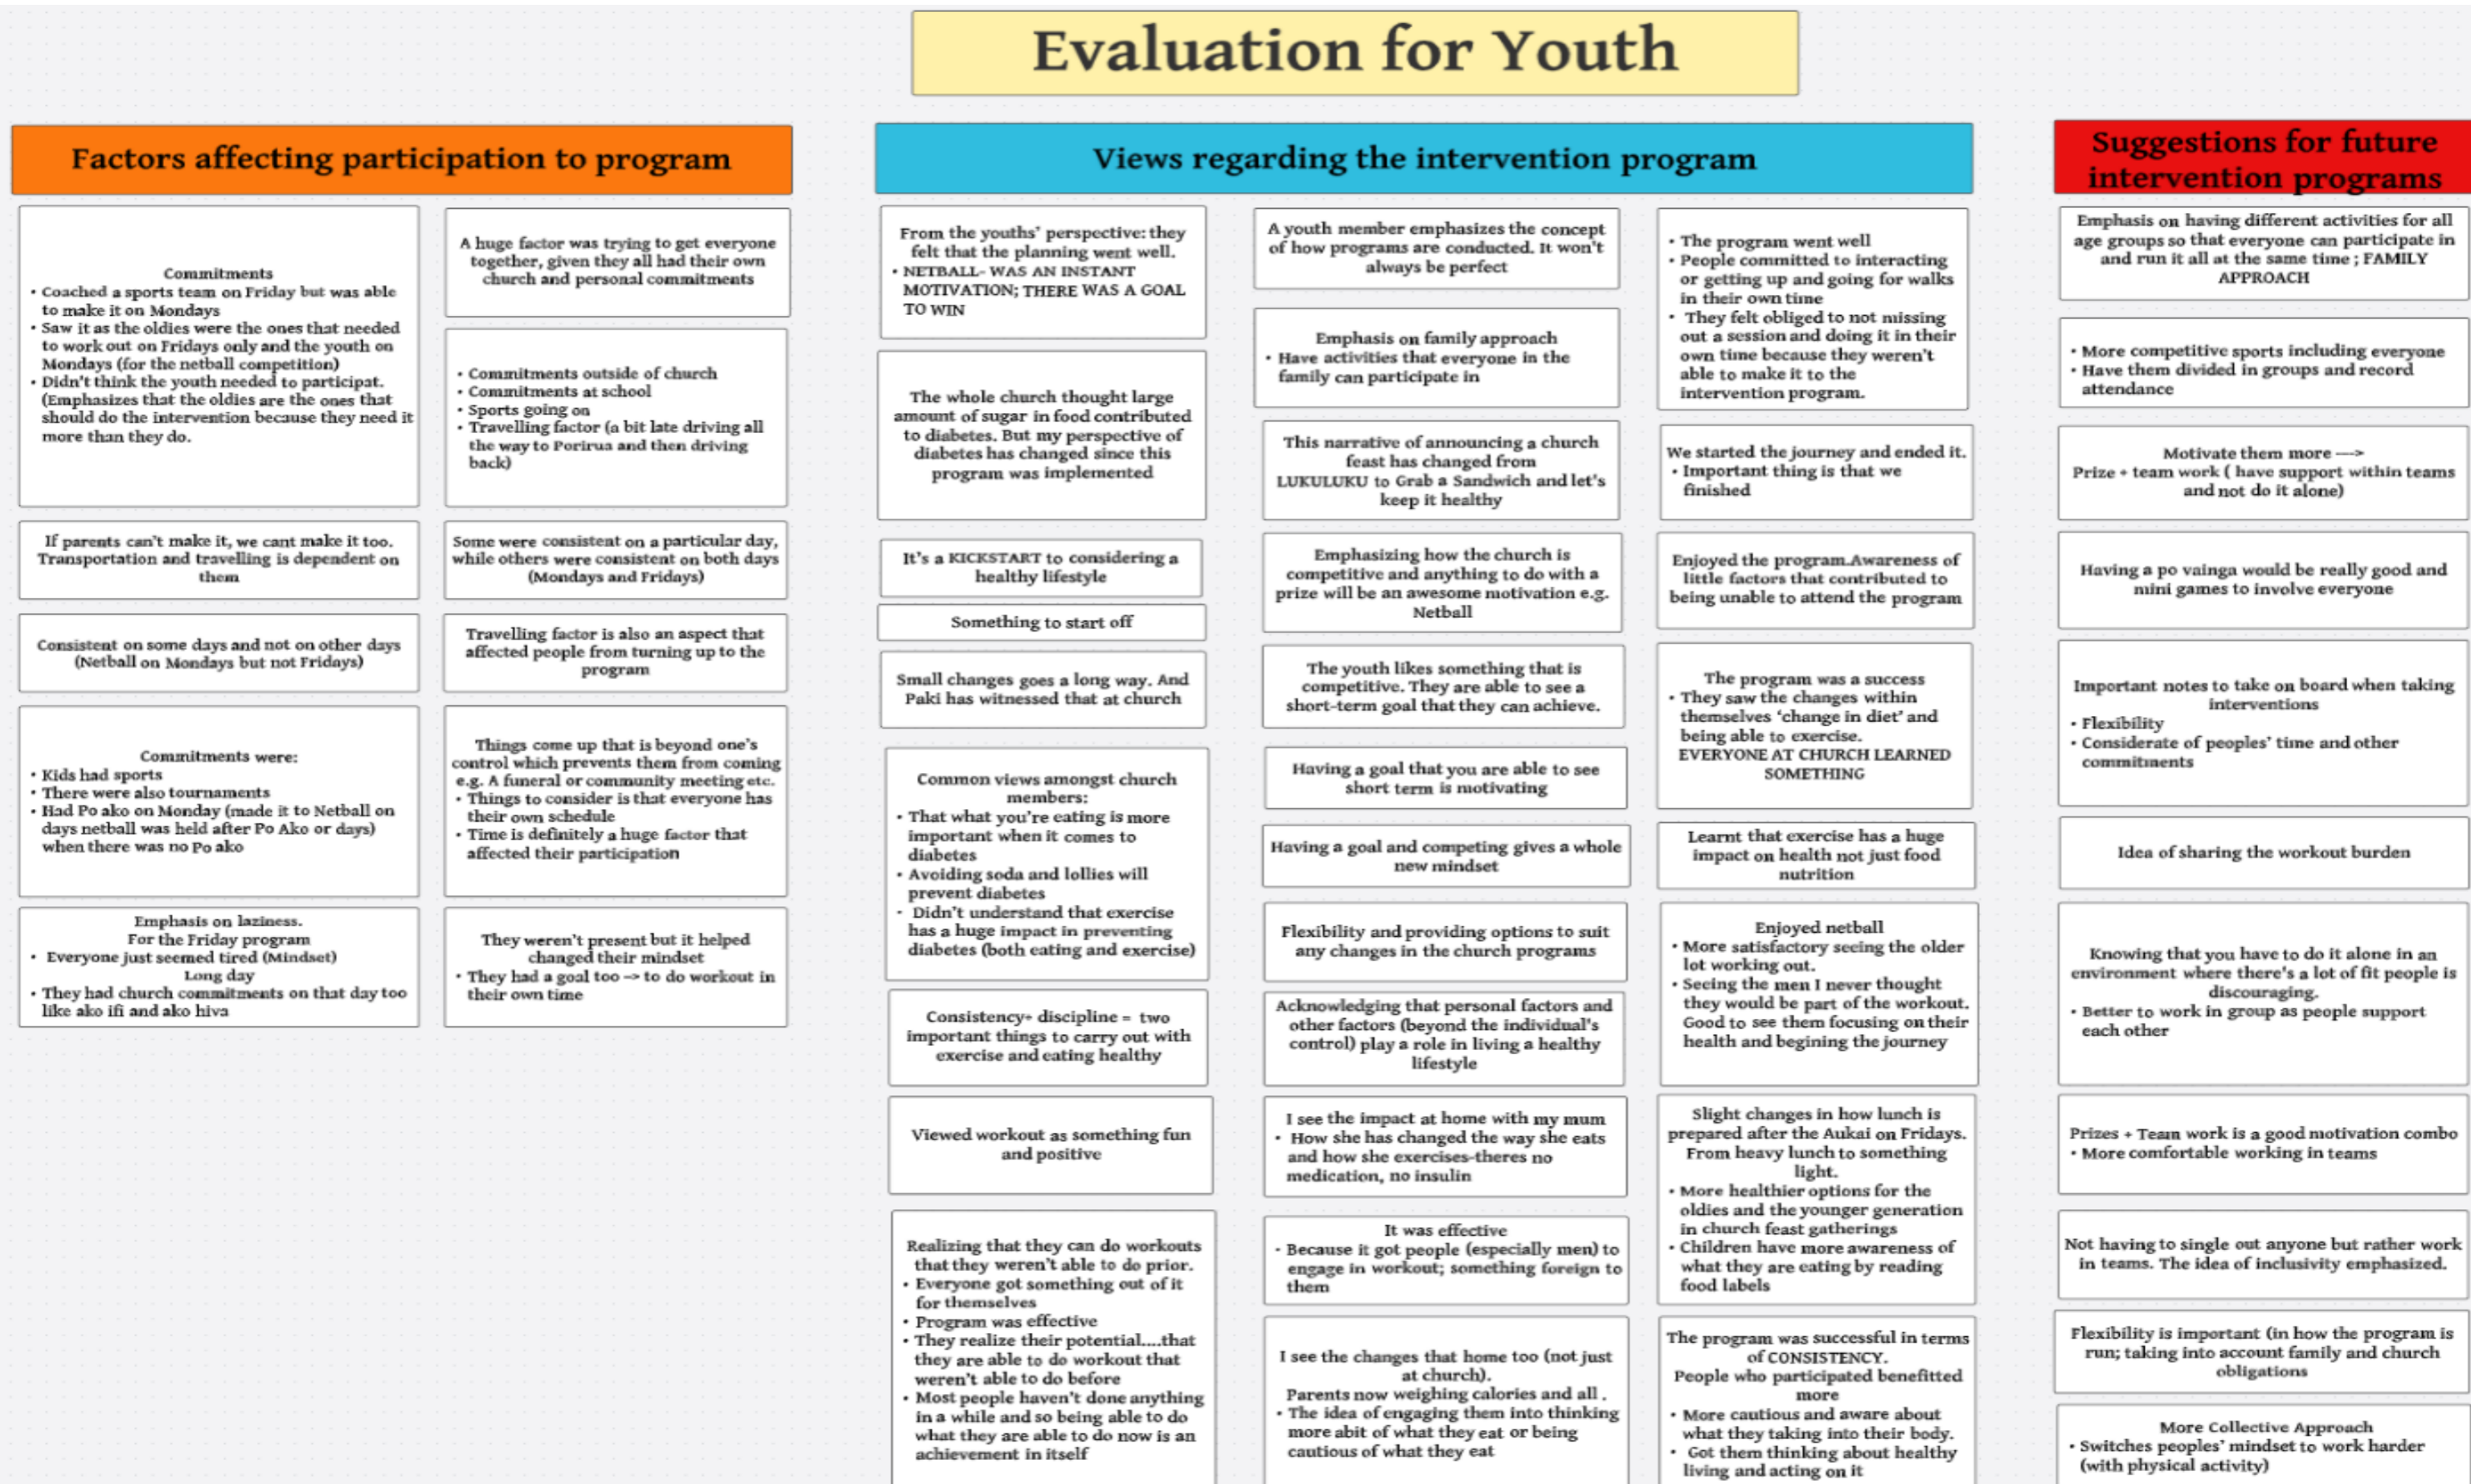 Evaluation for Youth
Factors affecting participation to program
Commitments
• Coached a sports team on Friday but was able
to make it on Mondays
• Saw it as the oldies were the ones that needed
to work out on Fridays only and the youth on
Mondays (for the netball competition)
• Didn't think the youth needed to participat.
(Emphasizes that the oldies are the ones that
should do the intervention because they need it
more than they do.
If parents can't make it, we cant make it too.
Transportation and travelling is dependent on
them
Consistent on some days and not on other days
(Netball on Mondays but not Fridays)
Commitments were:
• Kids had sports
• There were also tournaments
• Had Po ako on Monday (made it to Netball on
days netball was held after Po Ako or days)
when there was no Po ako
Emphasis on laziness.
For the Friday program
• Everyone just seemed tired (Mindset)
Long day
• They had church commitments on that day too
like ako ifi and ako hiva
A huge factor was trying to get everyone
together, given they all had their own
church and personal commitments
• Commitments outside of church
• Commitments at school
• Sports going on
• Travelling factor (a bit late driving all
the way to Porirua and then driving
back)
Some were consistent on a particular day,
while others were consistent on both days
(Mondays and Fridays)
Travelling factor is also an aspect that
affected people from turning up to the
program
Things come up that is beyond one's
control which prevents them from coming
e.g. A funeral or community meeting etc.
• Things to consider is that everyone has
their own schedule
• Time is definitely a huge factor that
affected their participation
They weren't present but it helped
changed their mindset
• They had a goal too -> to do workout in
their own time
Views regarding the intervention program
From the youths' perspective: they
felt that the planning went well.
• NETBALL- WAS AN INSTANT
MOTIVATION; THERE WAS A GOAL
TO WIN
The whole church thought large
amount of sugar in food contributed
to diabetes. But my perspective of
diabetes has changed since this
program was implemented
It's a KICKSTART to considering a
healthy lifestyle
Something to start off
Small changes goes a long way. And
Paki has witnessed that at church
Common views amongst church
members:
• That what you're eating is more
important when it comes to
diabetes
• Avoiding soda and lollies will
prevent diabetes
• Didn't understand that exercise
has a huge impact in preventing
diabetes (both eating and exercise)
Consistency+ discipline = two
important things to carry out with
exercise and eating healthy
Viewed workout as something fun
and positive
Realizing that they can do workouts
that they weren't able to do prior.
• Everyone got something out of it
for themselves
• Program was effective
• They realize their potential....that
they are able to do workout that
weren't able to do before
• Most people haven't done anything
in a while and so being able to do
what they are able to do now is an
achievement in itself
A youth member emphasizes the concept
of how programs are conducted. It won't
always be perfect
Emphasis on family approach
• Have activities that everyone in the
family can participate in
This narrative of announcing a church
feast has changed from
LUKULUKU to Grab a Sandwich and let's
keep it healthy
Emphasizing how the church is
competitive and anything to do with a
prize will be an awesome motivation e.g.
Netball
The youth likes something that is
competitive. They are able to see a
short-term goal that they can achieve.
Having a goal that you are able to see
short term is motivating
Having a goal and competing gives a whole
new mindset
Flexibility and providing options to suit
any changes in the church programs
Acknowledging that personal factors and
other factors (beyond the individual's
control) play a role in living a healthy
lifestyle
I see the impact at home with my mum
• How she has changed the way she eats
and how she exercises-theres no
medication, no insulin
It was effective
• Because it got people (especially men) to
engage in workout; something foreign to
them
I see the changes that home too (not just
at church).
Parents now weighing calories and all .
• The idea of engaging them into thinking
more abit of what they eat or being
cautious of what they eat
• The program went well
• People committed to interacting
or getting up and going for walks
in their own time
• They felt obliged to not missing
out a session and doing it in their
own time because they weren't
able to make it to the
intervention program.
We started the journey and ended it.
• Important thing is that we
finished
Enjoyed the program.Awareness of
little factors that contributed to
being unable to attend the program
The program was a success
• They saw the changes within
themselves 'change in diet' and
being able to exercise.
EVERYONE AT CHURCH LEARNED
SOMETHING
Learnt that exercise has a huge
impact on health not just food
nutrition
Enjoyed netball
• More satisfactory seeing the older
lot working out.
• Seeing the men I never thought
they would be part of the workout.
Good to see them focusing on their
health and begining the journey
Slight changes in how lunch is
prepared after the Aukai on Fridays.
From heavy lunch to something
light.
• More healthier options for the
oldies and the younger generation
in church feast gatherings
• Children have more awareness of
what they are eating by reading
food labels
The program was successful in terms
of CONSISTENCY.
People who participated benefitted
more
• More cautious and aware about
what they taking into their body.
• Got them thinking about healthy
living and acting on it
Suggestions for future
intervention programs
Emphasis on having different activities for all
age groups so that everyone can participate in
and run it all at the same time ; FAMILY
APPROACH
• More competitive sports including everyone
• Have them divided in groups and record
attendance
Motivate them more --->
Prize + team work ( have support within teams
and not do it alone)
Having a po vainga would be really good and
mini games to involve everyone
Important notes to take on board when taking
interventions
• Flexibility
• Considerate of peoples' time and other
commitments
Idea of sharing the workout burden
Knowing that you have to do it alone in an
environment where there's a lot of fit people is
discouraging.
• Better to work in group as people support
each other
Prizes + Team work is a good motivation combo
• More comfortable working in teams
Not having to single out anyone but rather work
in teams. The idea of inclusivity emphasized.
Flexibility is important (in how the program is
run; taking into account family and church
obligations
More Collective Approach
• Switches peoples' mindset to work harder
(with physical activity)